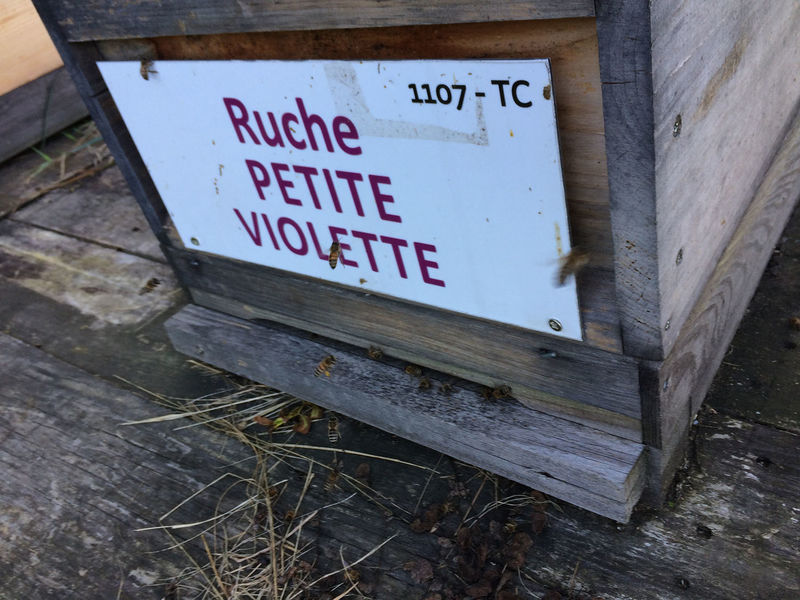 1107 - TC
Ruche
PETITE
VIOLETTE